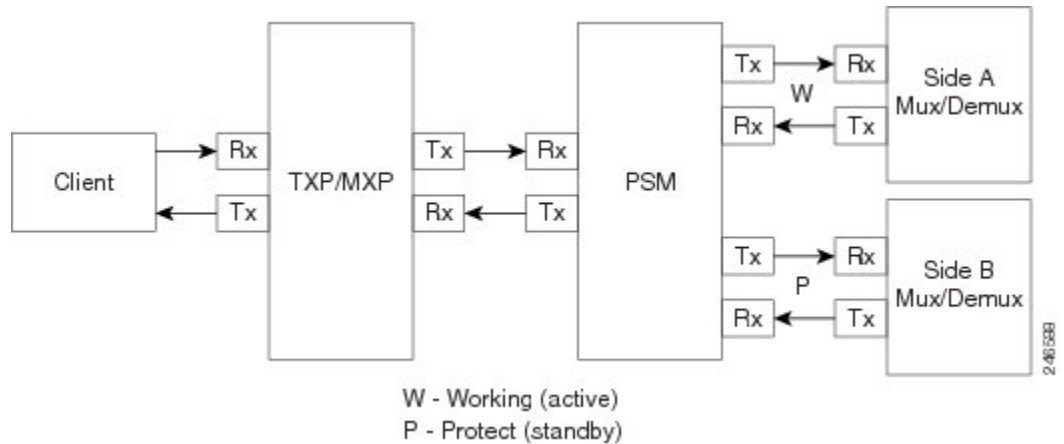 Tx
Rx
W
Rx
Tx
Side A
Mux/Demux
Client
Rx
Tx
TXP/MXP
Tx
Rx
Rx
Tx
PSM
Tx
Rx
P
Rx
Tx
Side B
Mux/Demux
246599
W - Working (active)
P - Protect (standby)